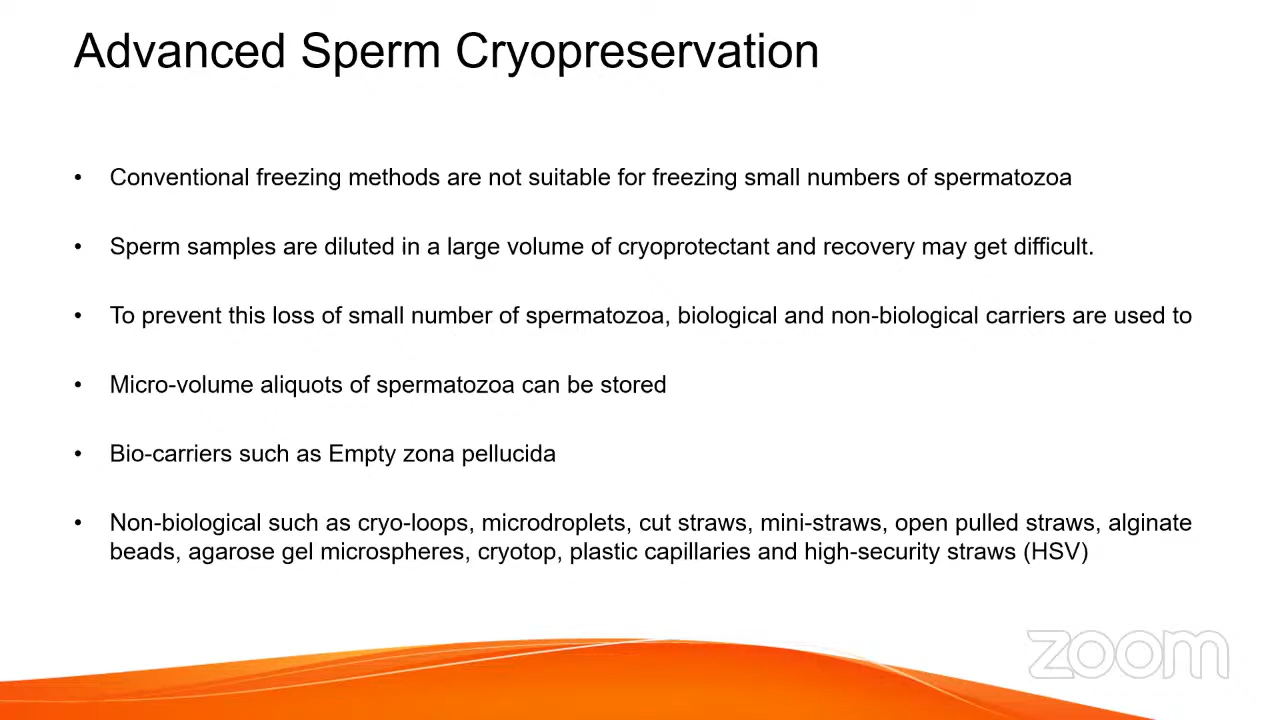 Advanced Sperm Cryopreservation
• Conventional freezing methods are not suitable for freezing small numbers of spermatozoa
• Sperm samples are diluted in a large volume of cryoprotectant and recovery may get difficult.
• To prevent this loss of small number of spermatozoa, biological and non-biological carriers are used to
• Micro-volume aliquots of spermatozoa can be stored
• Bio-carriers such as Empty zona pellucida
• Non-biological such as cryo-loops, microdroplets, cut straws, mini-straws, open pulled straws, alginate
beads, agarose gel microspheres, cryotop, plastic capillaries and high-security straws (HSV)
zoom